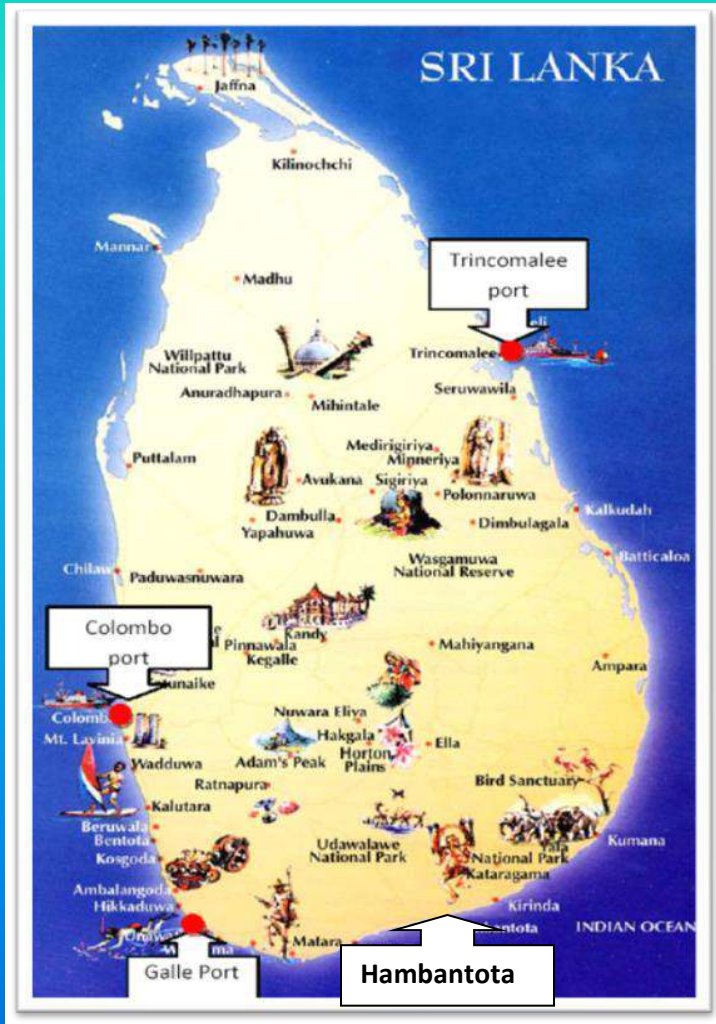 SRI LANKA
Jaffna
Kilinochchi
Mannar
Madhu
Trincomalee
port
Willpattu
National Park
Trincomalee
Anuradhapura
Mihintale
Seruwawila
Medirigiriya
Minneriya
Puttalam
Avukana
Sigiriya
Polonnaruwa
Kalkudah
Dambulla
Yapahuwa
Dimbulagala
Batticaloa
Wasgamuwa
National Reserve
Chilaw
Paduwasnuwara
Colombo
port
Kandy
Pinnawala
Kegalle
Mahiyangana
Ampara
Nuwara Eliya
Mt. Lavinia
Hakgala
Horton
Plains
Ella
Adam's Peak
Wadduwa
Ratnapura
Bird Sanctuary
Kalutara
Beruwala
Bentota
Kosgoda
Udawalawe
National Park
Yala
National Park
Kumana
Kataragama
Ambalangoda
Hikkaduwa
Kirinda
INDIAN OCEAN
Matara
Galle Port
Hambantota